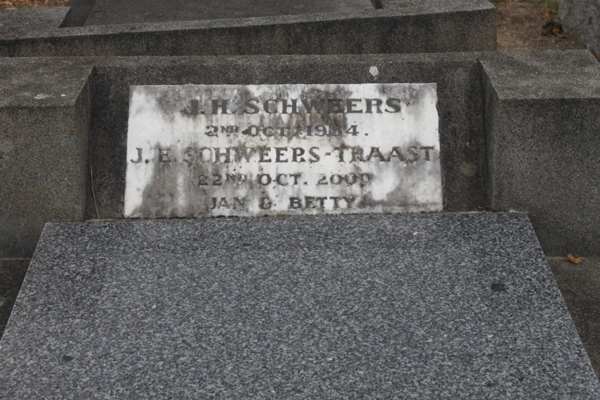 J. H. SCHWEERS
2ND OCT. 1984.
J. E. SCHWEERS-TRAAST
22ND OCT. 2000
JAN & BETTY